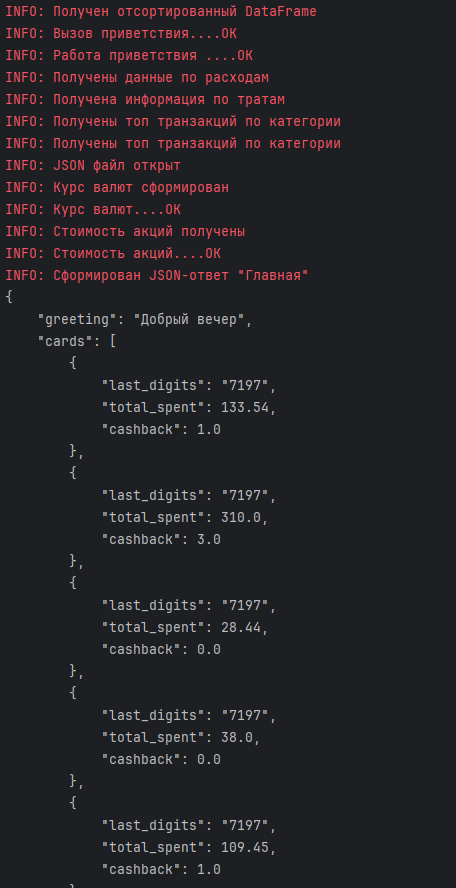 INFO: Получен отсортированный DataFrame
INFO: Вызов приветствия....ОК
INFO: Работа приветствия ....ОК
INFO: Получены данные по расходам
INFO: Получена информация по тратам
INFO: Получены топ транзакций по категории
INFO: Получены топ транзакций по категории
INFO: JSON файл открыт
INFO: Курс валют сформирован
INFO: Курс валют....ОК
INFO: Стоимость акций получены
INFO: Стоимость акций....ОК
INFO: Сформирован JSON-ответ "Главная"
{
    "greeting": "Добрый вечер",
    "cards": [
        {
            "last_digits": "7197",
            "total_spent": 133.54,
            "cashback": 1.0
        },
        {
            "last_digits": "7197",
            "total_spent": 310.0,
            "cashback": 3.0
        },
        {
            "last_digits": "7197",
            "total_spent": 28.44,
            "cashback": 0.0
        },
        {
            "last_digits": "7197",
            "total_spent": 38.0,
            "cashback": 0.0
        },
        {
            "last_digits": "7197",
            "total_spent": 109.45,
            "cashback": 1.0
        }